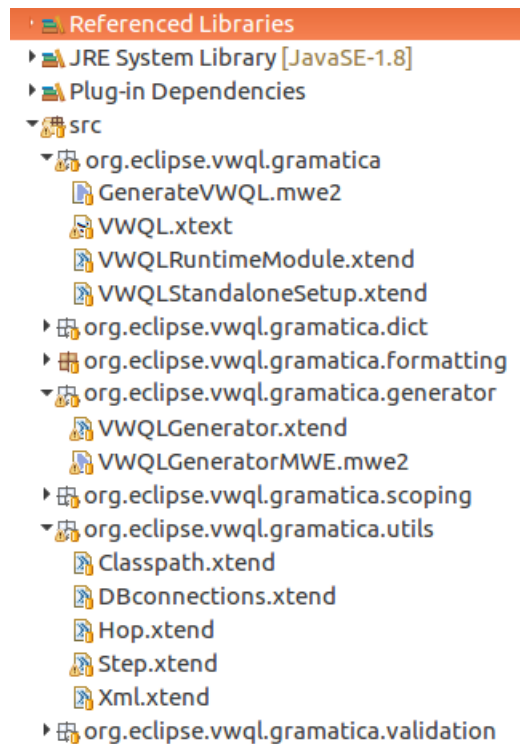 Referenced Libraries
JRE System Library [JavaSE-1.8]
Plug-in Dependencies
src
org.eclipse.vwql.gramatica
GenerateVWQL.mwe2
VWQL.xtext
VWQLRuntimeModule.xtend
VWQLStandaloneSetup.xtend
org.eclipse.vwql.gramatica.dict
org.eclipse.vwql.gramatica.formatting
org.eclipse.vwql.gramatica.generator
VWQLGenerator.xtend
VWQLGeneratorMWE.mwe2
org.eclipse.vwql.gramatica.scoping
org.eclipse.vwql.gramatica.utils
Classpath.xtend
DBconnections.xtend
Hop.xtend
Step.xtend
Xml.xtend
org.eclipse.vwql.gramatica.validation